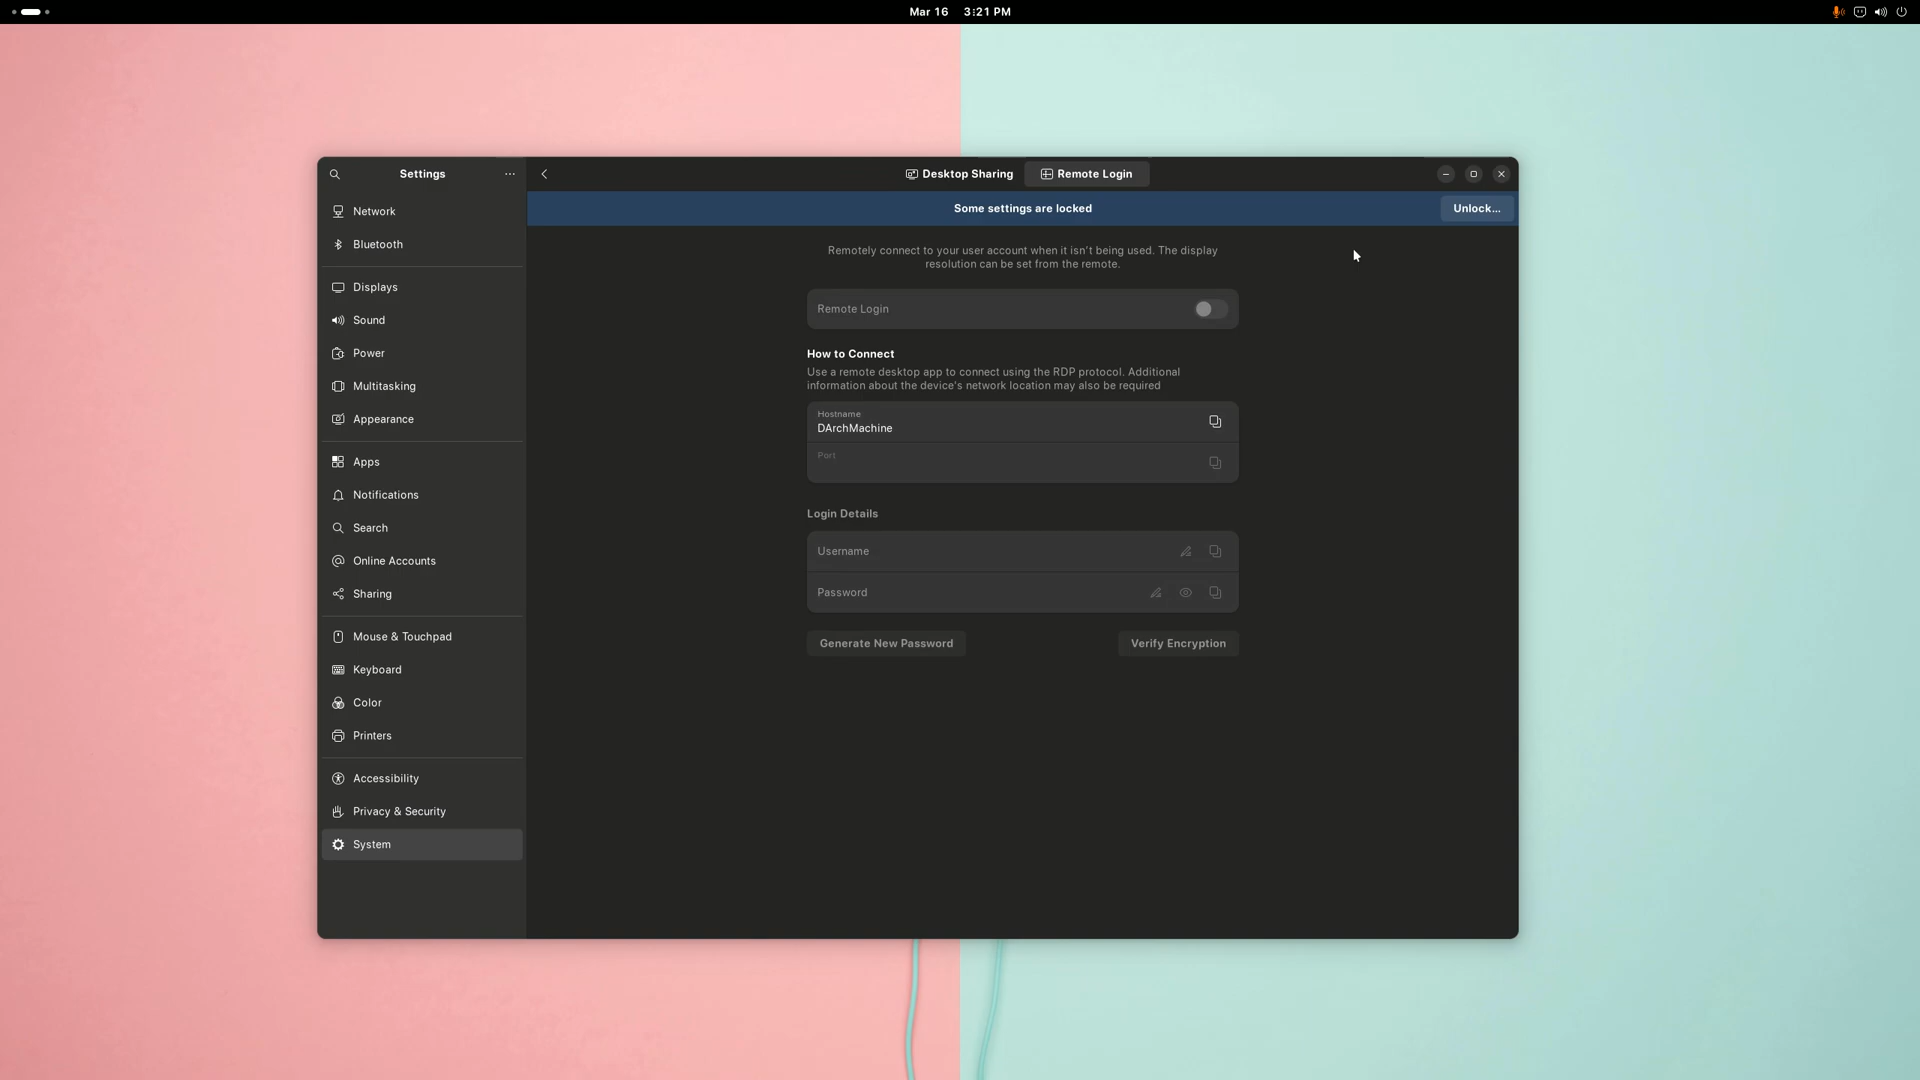 Mar 16 3:21 PM
Settings
Desktop Sharing
Remote Login
Some settings are locked
Unlock...
Network
Bluetooth
Displays
Sound
Power
Multitasking
Appearance
Apps
Notifications
Search
Online Accounts
Sharing
Mouse & Touchpad
Keyboard
Color
Printers
Accessibility
Privacy & Security
System
Remotely connect to your user account when it isn't being used. The display
resolution can be set from the remote.
Remote Login
How to Connect
Use a remote desktop app to connect using the RDP protocol. Additional
information about the device's network location may also be required
Hostname
DArchMachine
Port
Login Details
Username
Password
Generate New Password
Verify Encryption